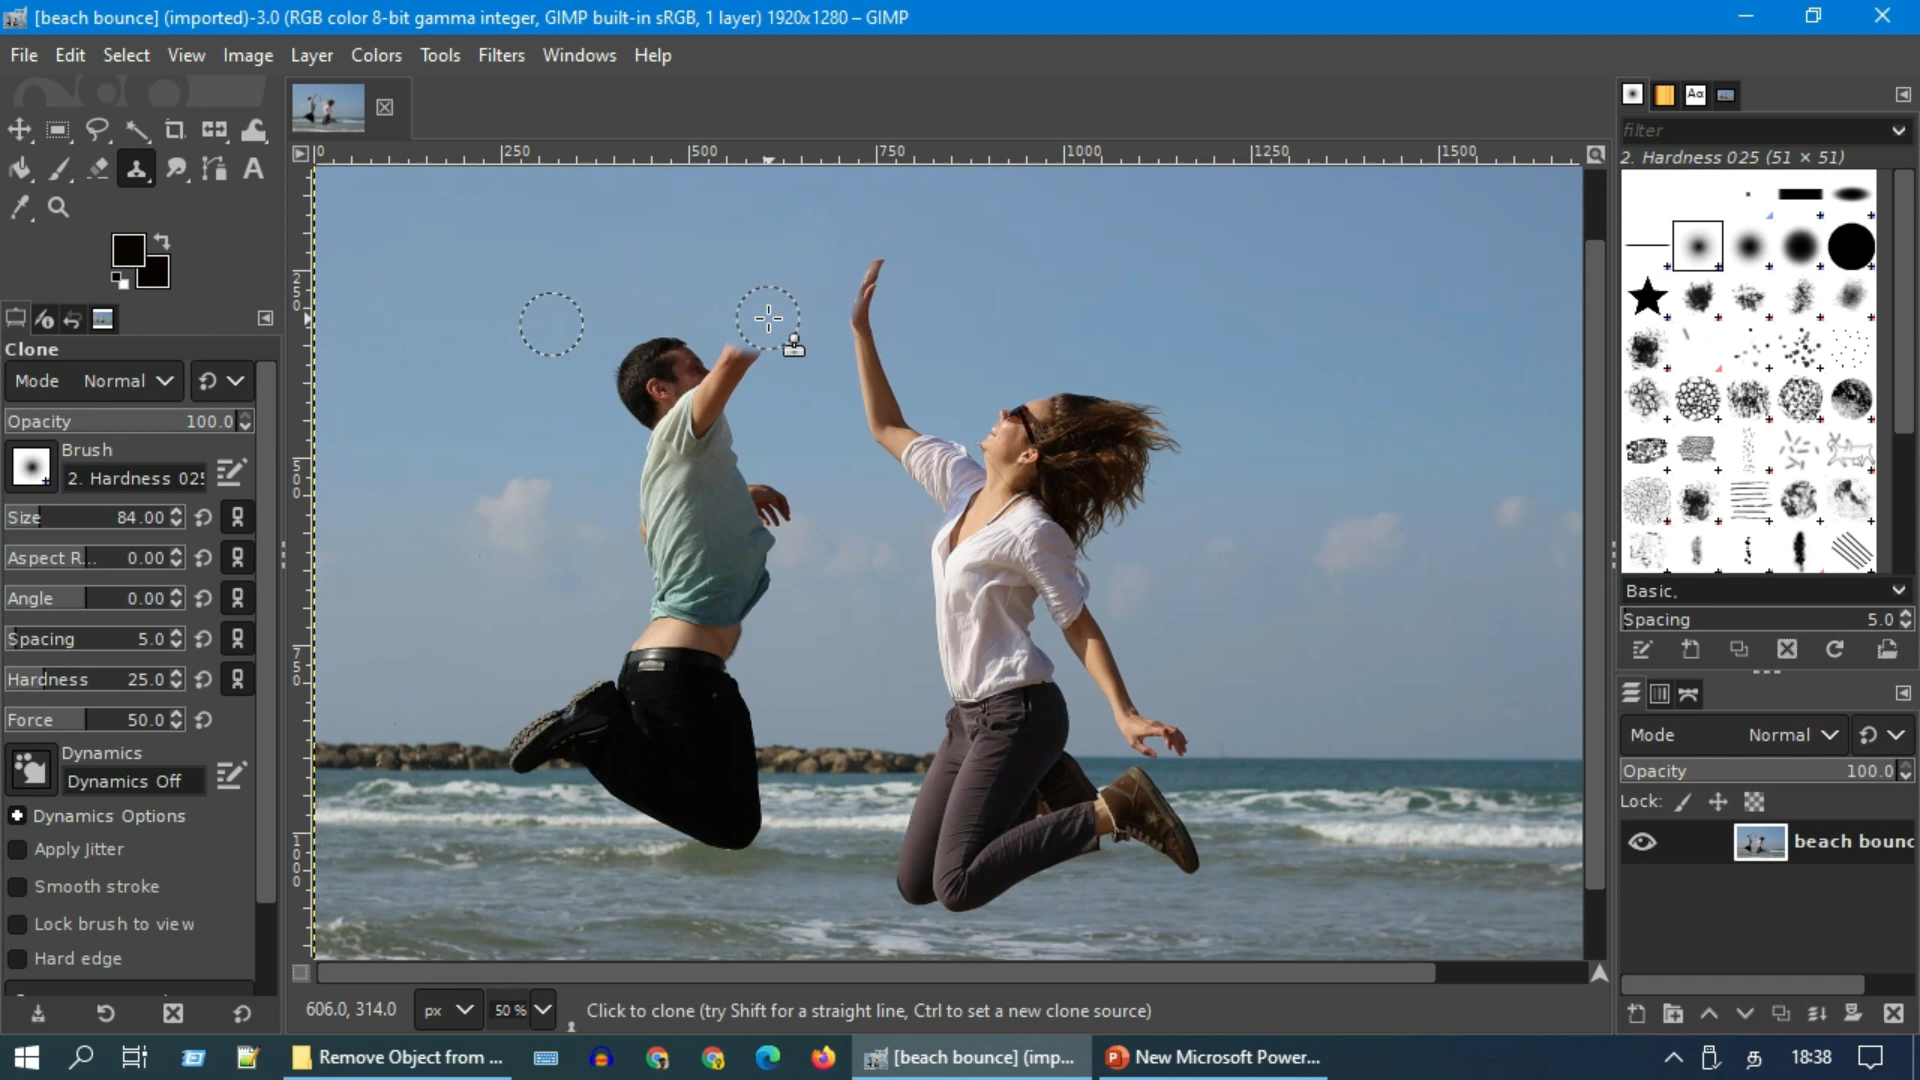 [beach bounce] (imported)-3.0 (RGB color 8-bit gamma integer, GIMP built-in sRGB, 1 layer) 1920x1280 – GIMP
File Edit Select View Image Layer Colors Tools Filters Windows Help
0 250 500 750 1000 1250 1500
250
500
750
1000
Clone
Mode Normal
Opacity 100.0
Brush
2. Hardness 025
Size 84.00
Aspect R... 0.00
Angle 0.00
Spacing 5.0
Hardness 25.0
Force 50.0
Dynamics
Dynamics Off
Dynamics Options
Apply Jitter
Smooth stroke
Lock brush to view
Hard edge
606.0, 314.0 px 50 % Click to clone (try Shift for a straight line, Ctrl to set a new clone source)
Aα
filter
2. Hardness 025 (51 × 51)
Basic,
Spacing 5.0
Mode Normal
Opacity 100.0
Lock:
beach bounc
Remove Object from ...
[beach bounce] (imp...
New Microsoft Power...
த
18:38